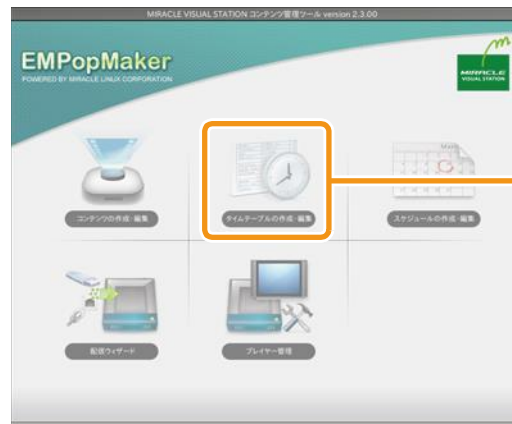 MIRACLE VISUAL STATION コンテンツ管理ツール version 2.3.00
EMPopMaker
POWERED BY MIRACLE LINUX CORPORATION
m
MIRACLE
VISUAL STATION
March
コンテンツの作成・編集
タイムテーブルの作成・編集
スケジュールの作成・編集
配信ウィザード
プレイヤー管理